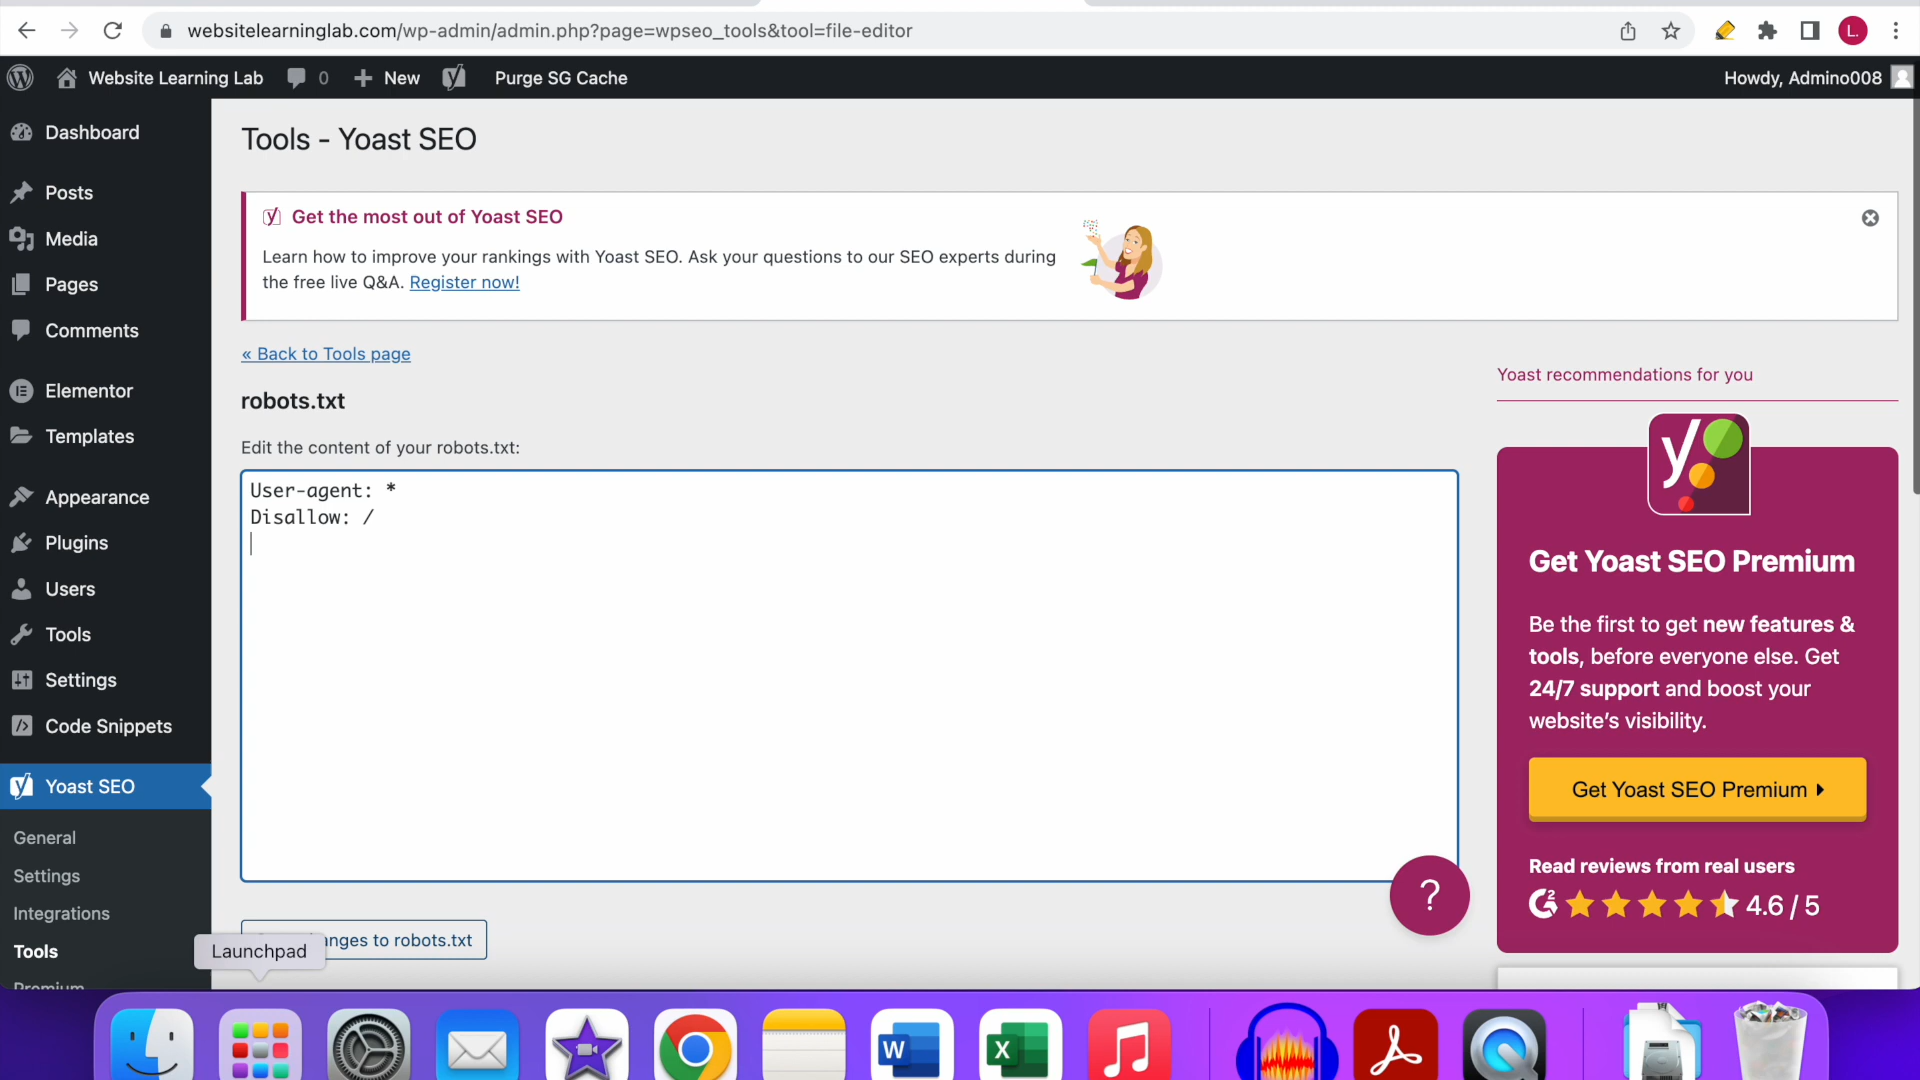 websitelearninglab.com/wp-admin/admin.php?page=wpseo_tools&tool=file-editor
L.
Website Learning Lab
0
New
Purge SG Cache
Howdy, Admino008
Dashboard
Posts
Media
Pages
Comments
Elementor
Templates
Appearance
Plugins
Users
Tools
Settings
Code Snippets
Yoast SEO
General
Settings
Integrations
Tools
Premium
Tools - Yoast SEO
Get the most out of Yoast SEO
Learn how to improve your rankings with Yoast SEO. Ask your questions to our SEO experts during
the free live Q&A. Register now!
« Back to Tools page
robots.txt
Edit the content of your robots.txt:
User-agent: *
Disallow: /
anges to robots.txt
Launchpad
?
Yoast recommendations for you
y
Get Yoast SEO Premium
Be the first to get new features &
tools, before everyone else. Get
24/7 support and boost your
website's visibility.
Get Yoast SEO Premium
Read reviews from real users
G2
4.6 / 5
W
X